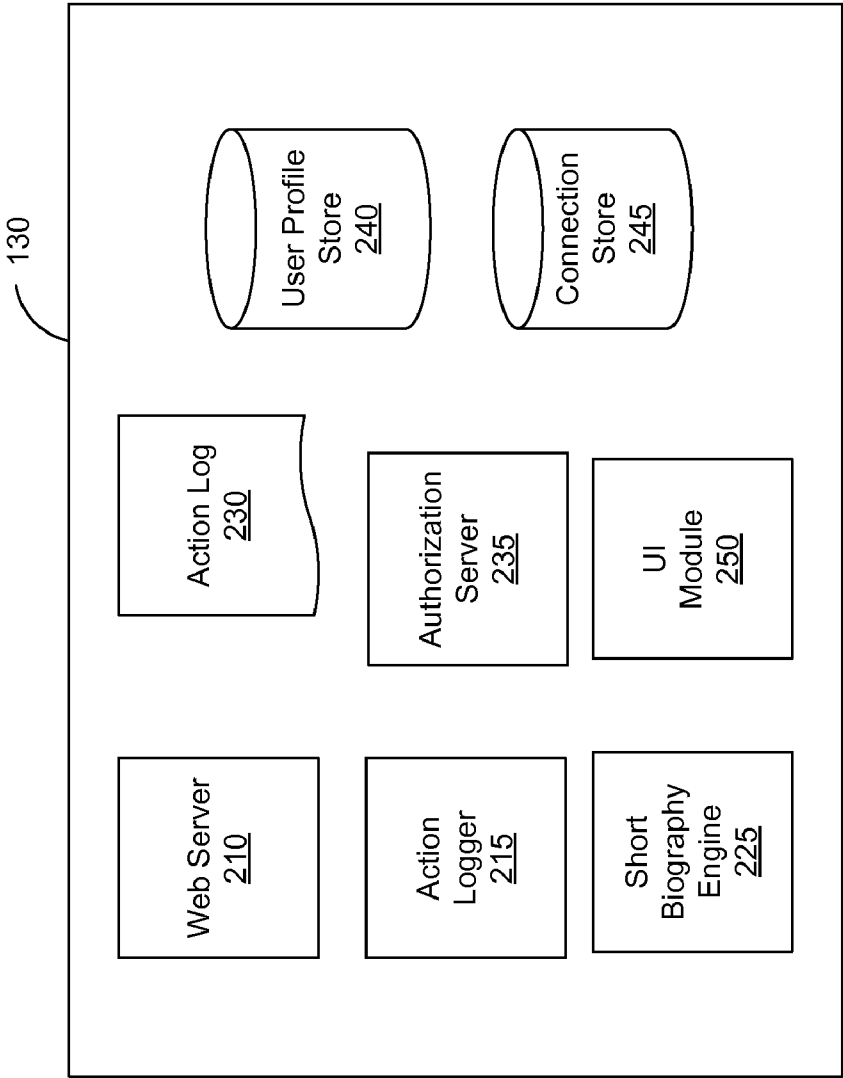 130
Web Server
210
Action Log
230
User Profile
Store
240
Action
Logger
215
Authorization
Server
235
Connection
Store
245
Short
Biography
Engine
225
UI
Module
250